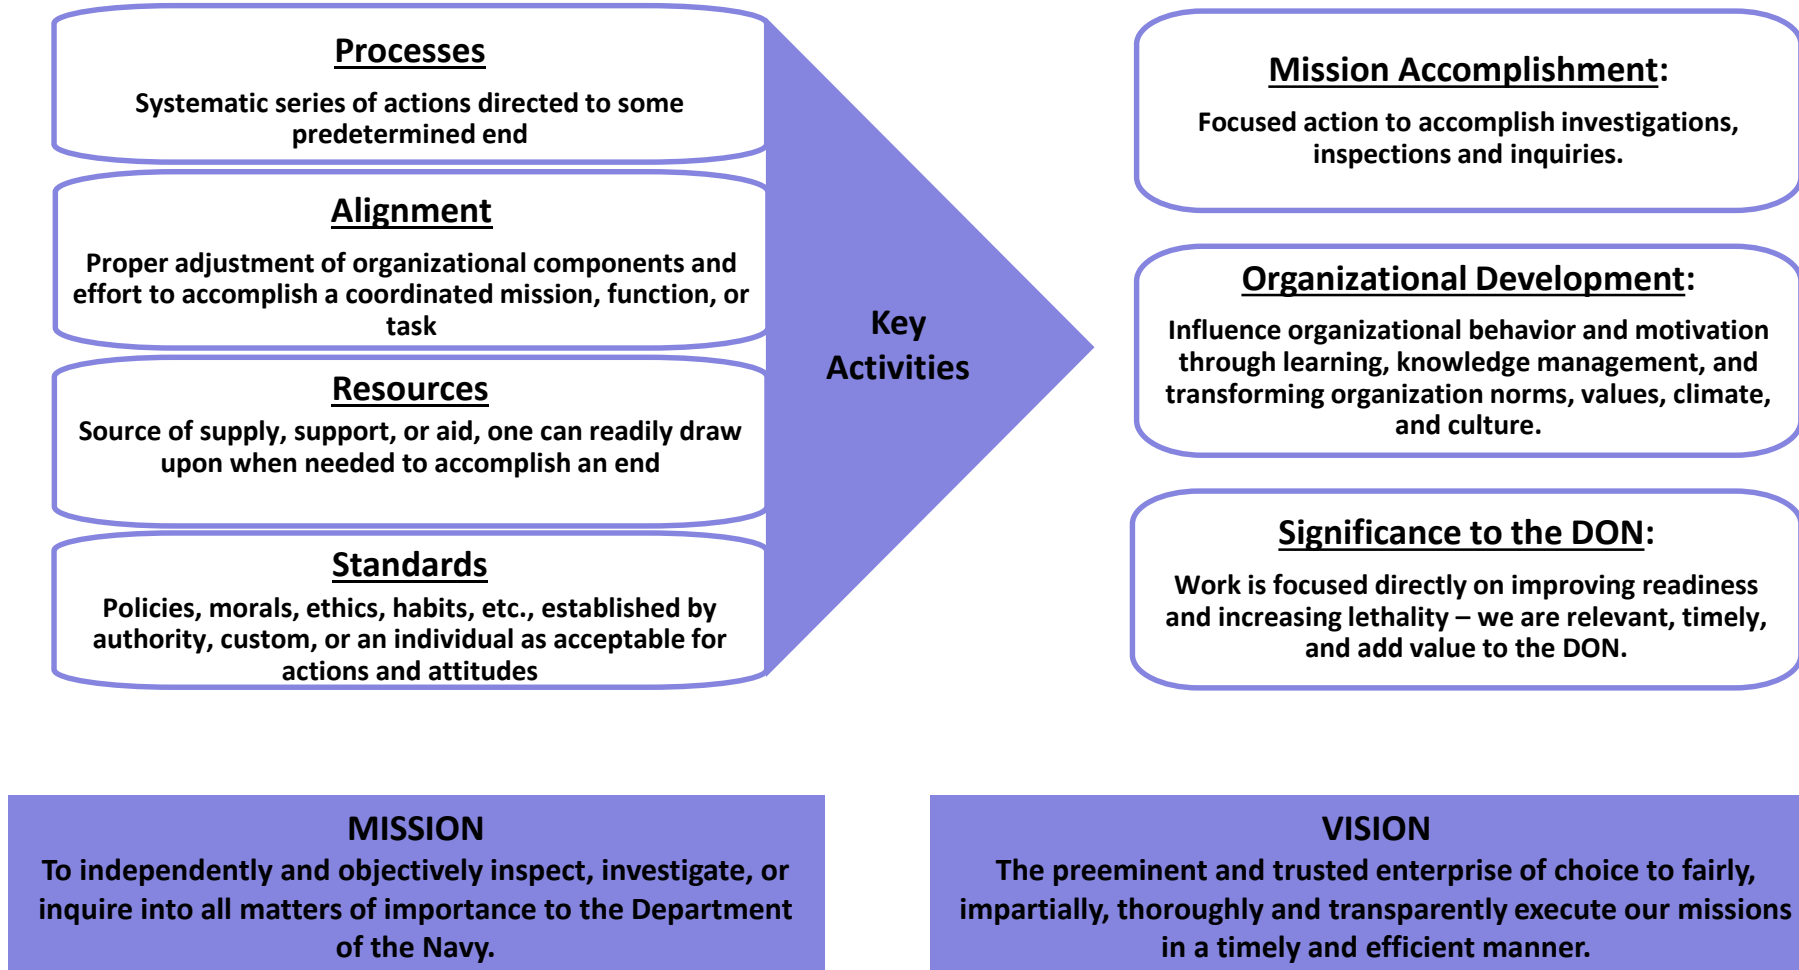 Processes
Systematic series of actions directed to some
predetermined end
Alignment
Proper adjustment of organizational components and
effort to accomplish a coordinated mission, function, or
task
Resources
Source of supply, support, or aid, one can readily draw
upon when needed to accomplish an end
Standards
Policies, morals, ethics, habits, etc., established by
authority, custom, or an individual as acceptable for
actions and attitudes
Key
Activities
Mission Accomplishment:
Focused action to accomplish investigations,
inspections and inquiries.
Organizational Development:
Influence organizational behavior and motivation
through learning, knowledge management, and
transforming organization norms, values, climate,
and culture.
Significance to the DON:
Work is focused directly on improving readiness
and increasing lethality – we are relevant, timely,
and add value to the DON.
MISSION
To independently and objectively inspect, investigate, or
inquire into all matters of importance to the Department
of the Navy.
VISION
The preeminent and trusted enterprise of choice to fairly,
impartially, thoroughly and transparently execute our missions
in a timely and efficient manner.